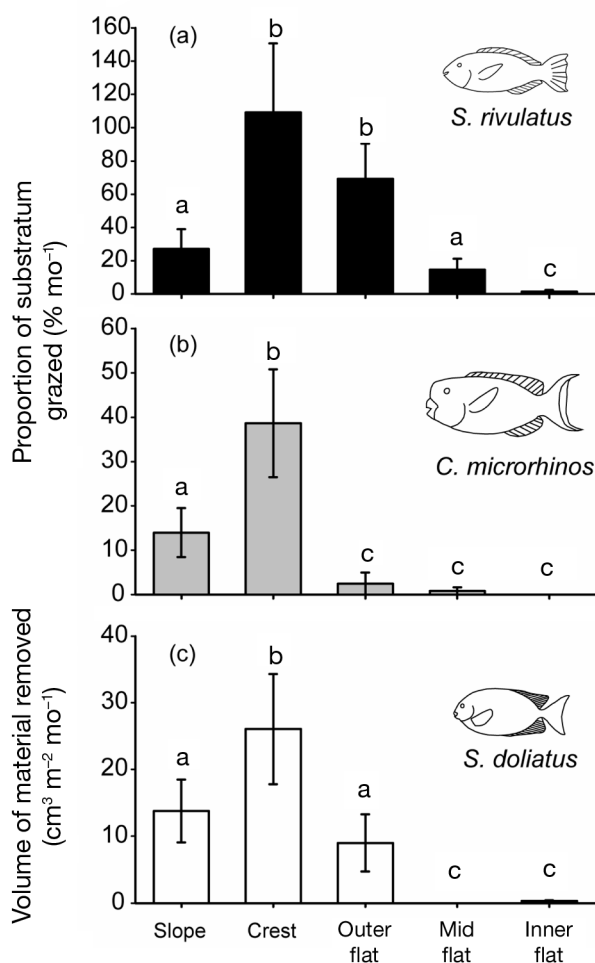 Proportion of substratum
grazed (% mo⁻¹)
Volume of material removed
(cm³ m⁻² mo⁻¹)
(a)
S. rivulatus
160
140
120
100
80
60
40
20
0
a
b
b
a
c
(b)
C. microrhinos
60
50
40
30
20
10
0
a
b
c
c
c
(c)
S. doliatus
40
30
20
10
0
a
b
a
c
c
Slope
Crest
Outer
flat
Mid
flat
Inner
flat